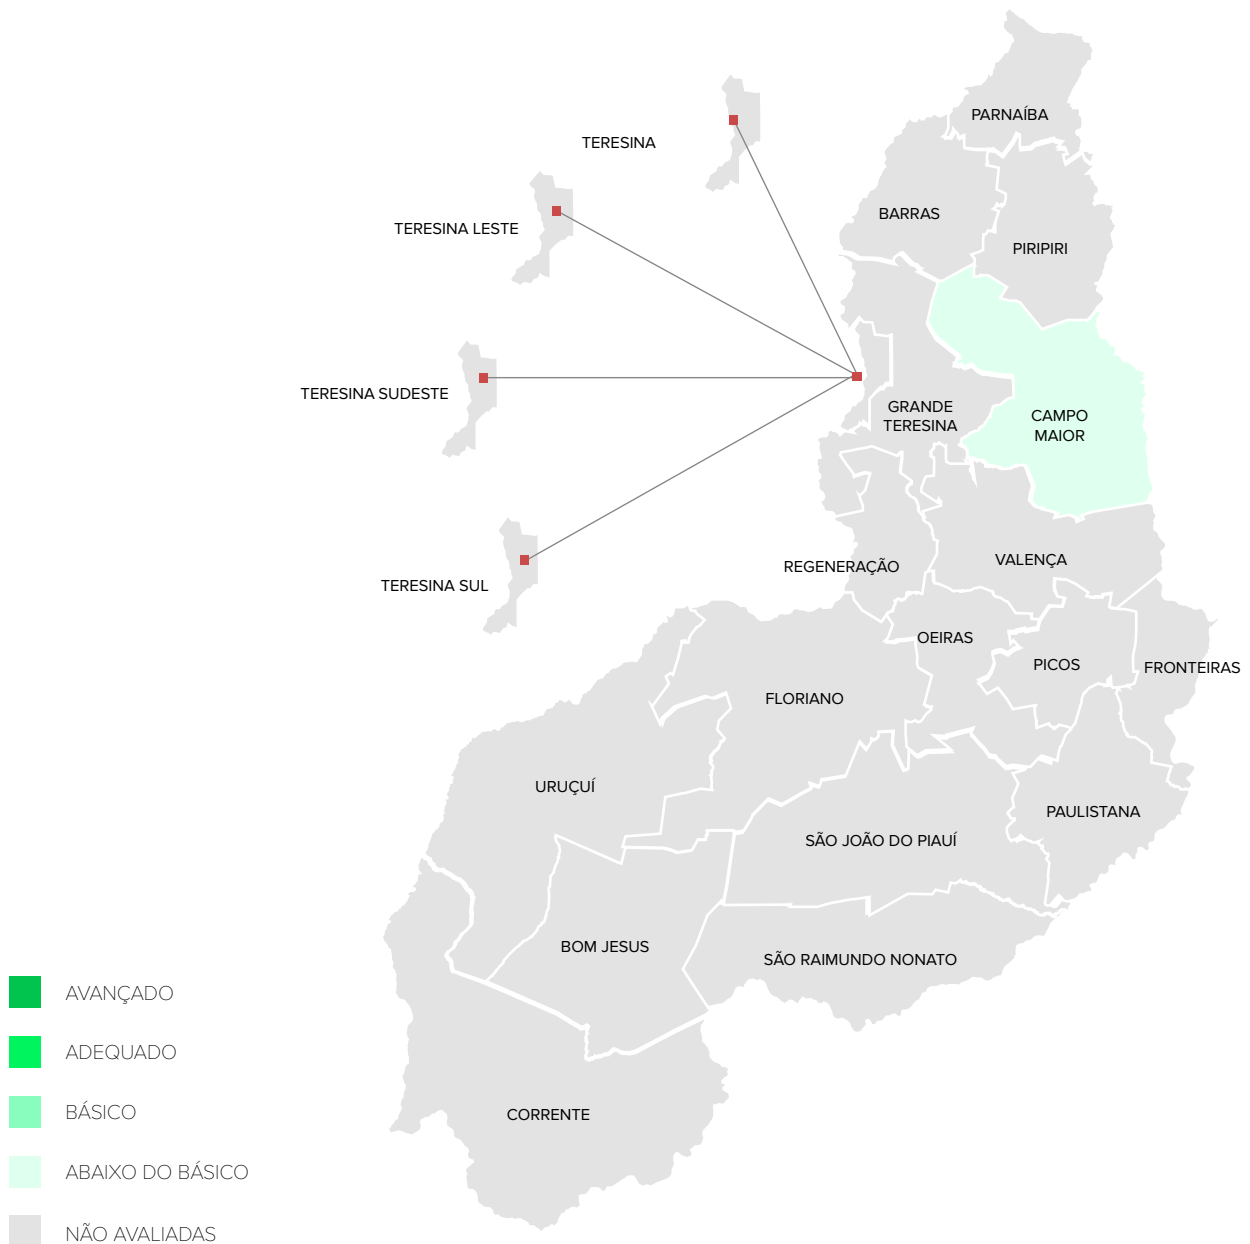 PARNAÍBA
TERESINA
BARRAS
TERESINA LESTE
PIRIPIRI
TERESINA SUDESTE
GRANDE
TERESINA
CAMPO
MAIOR
REGENERAÇÃO
VALENÇA
TERESINA SUL
OEIRAS
PICOS
FRONTEIRAS
FLORIANO
URUÇUÍ
PAULISTANA
SÃO JOÃO DO PIAUÍ
BOM JESUS
SÃO RAIMUNDO NONATO
CORRENTE
AVANÇADO
ADEQUADO
BÁSICO
ABAIXO DO BÁSICO
NÃO AVALIADAS